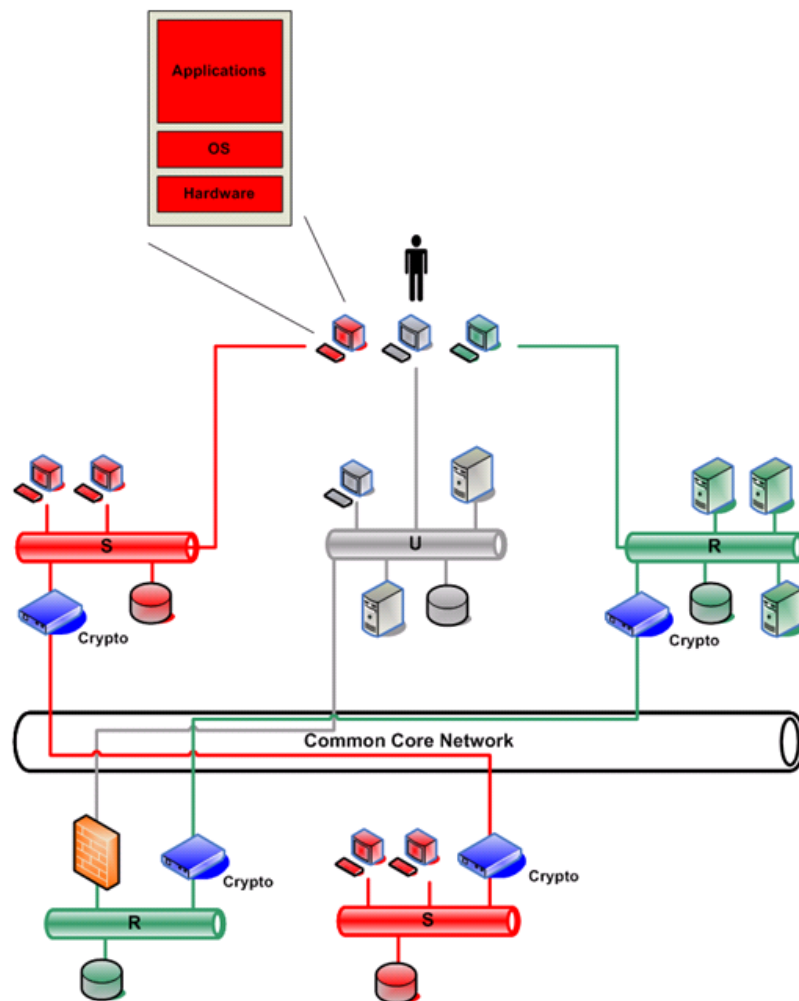 Applications
OS
Hardware
S
U
R
Crypto
Crypto
Common Core Network
Crypto
Crypto
R
S